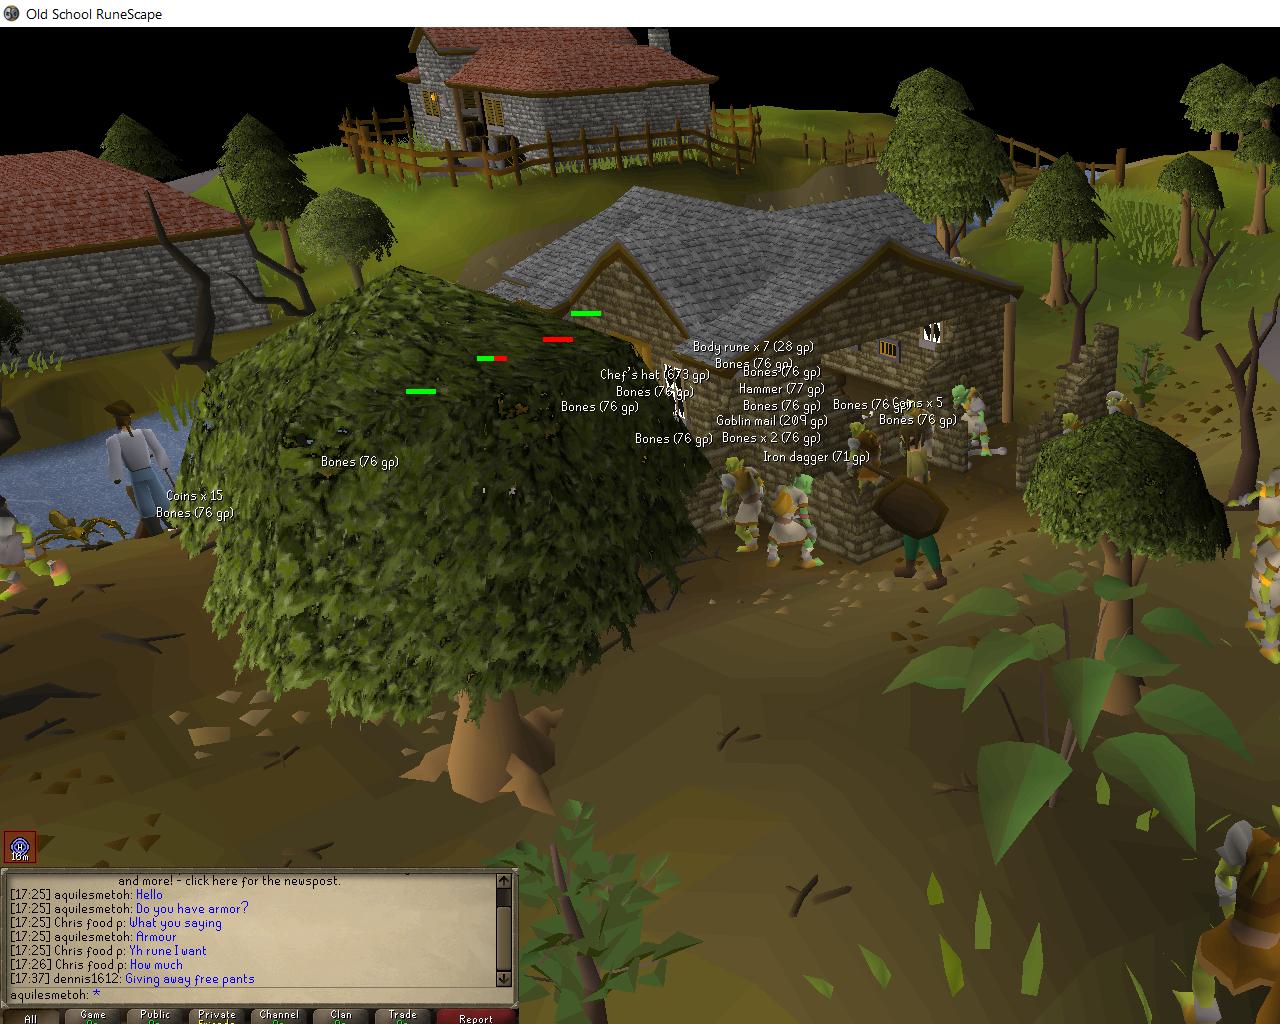 Old School RuneScape
Body rune x 7 (28 gp)
Bones (76 gp)
Bones (76 gp)
Chef's hat (673 gp)
Hammer (77 gp)
Bones (76 gp)
Bones (76 gp)
Bones (76 gp)
Bones (76 gp)
Coins x 5
Goblin mail (209 gp)
Bones (76 gp)
Bones (76 gp)
Bones x 2 (76 gp)
Iron dagger (71 gp)
Bones (76 gp)
Coins x 15
Bones (76 gp)
16m
and more! - click here for the newspost.
[17:25] aquilesmetoh: Hello
[17:25] aquilesmetoh: Do you have armor?
[17:25] Chris food p: What you saying
[17:25] aquilesmetoh: Armour
[17:25] Chris food p: Yh rune I want
[17:26] Chris food p: How much
[17:37] dennis1612: Giving away free pants
aquilesmetoh: *
All
Game
Public
Private
Channel
Clan
Trade
Report